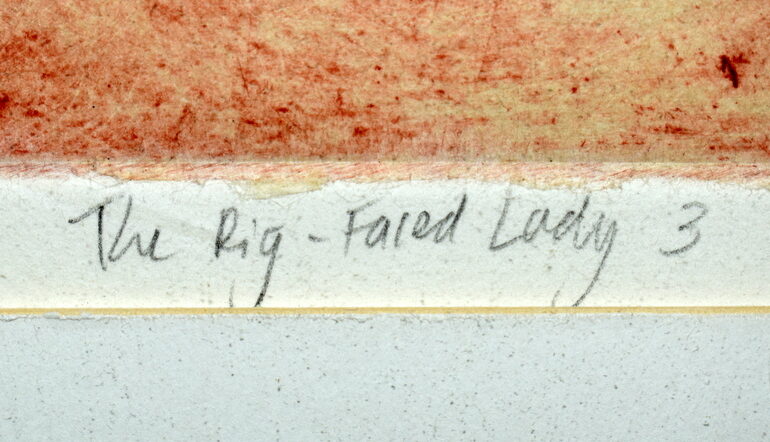 The Pig-Faced Lady 3